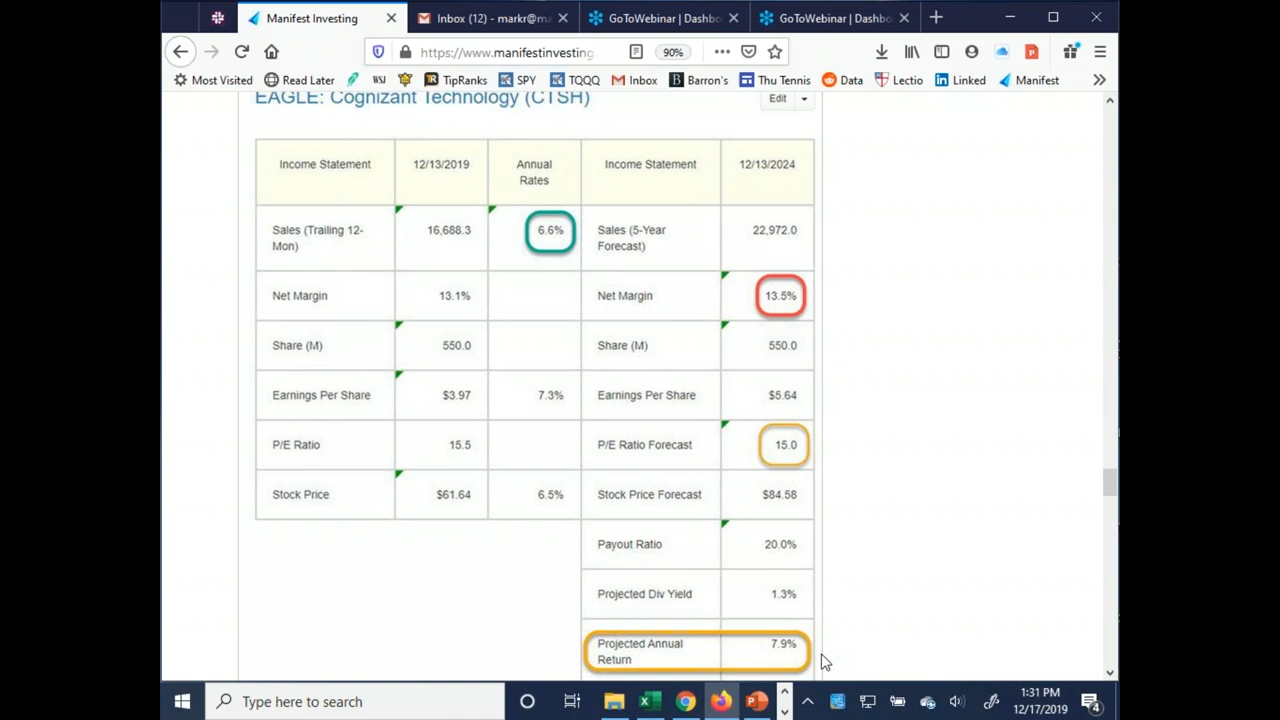 Manifest Investing
Inbox (12) - markr@ma
GoToWebinar | Dashbo
GoToWebinar | Dashbo
https://www.manifestinvesting
90%
Most Visited
Read Later
WSJ
TipRanks
SPY
TQQQ
Inbox
Barron's
Thu Tennis
Data
Lectio
Linked
Manifest
EAGLE: Cognizant Technology (CTSH)
Edit
Income Statement
12/13/2019
Annual
Rates
Income Statement
12/13/2024
Sales (Trailing 12-
Mon)
16,688.3
6.6%
Sales (5-Year
Forecast)
22,972.0
Net Margin
13.1%
Net Margin
13.5%
Share (M)
550.0
Share (M)
550.0
Earnings Per Share
$3.97
7.3%
Earnings Per Share
$5.64
P/E Ratio
15.5
P/E Ratio Forecast
15.0
Stock Price
$61.64
6.5%
Stock Price Forecast
$84.58
Payout Ratio
20.0%
Projected Div Yield
1.3%
Projected Annual
Return
7.9%
Type here to search
1:31 PM
12/17/2019
4